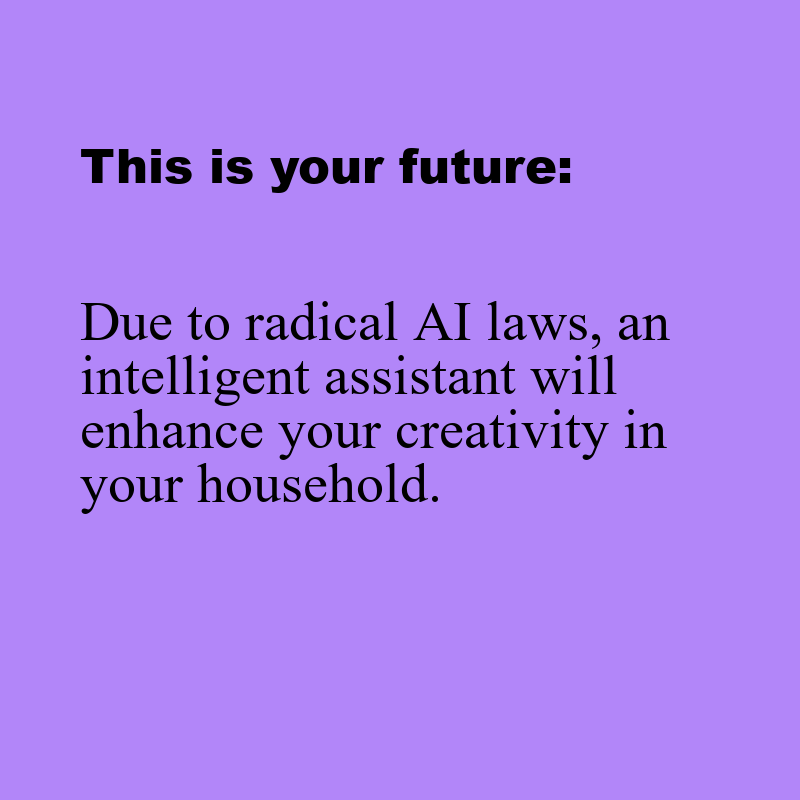 This is your future:
Due to radical AI laws, an
intelligent assistant will
enhance your creativity in
your household.